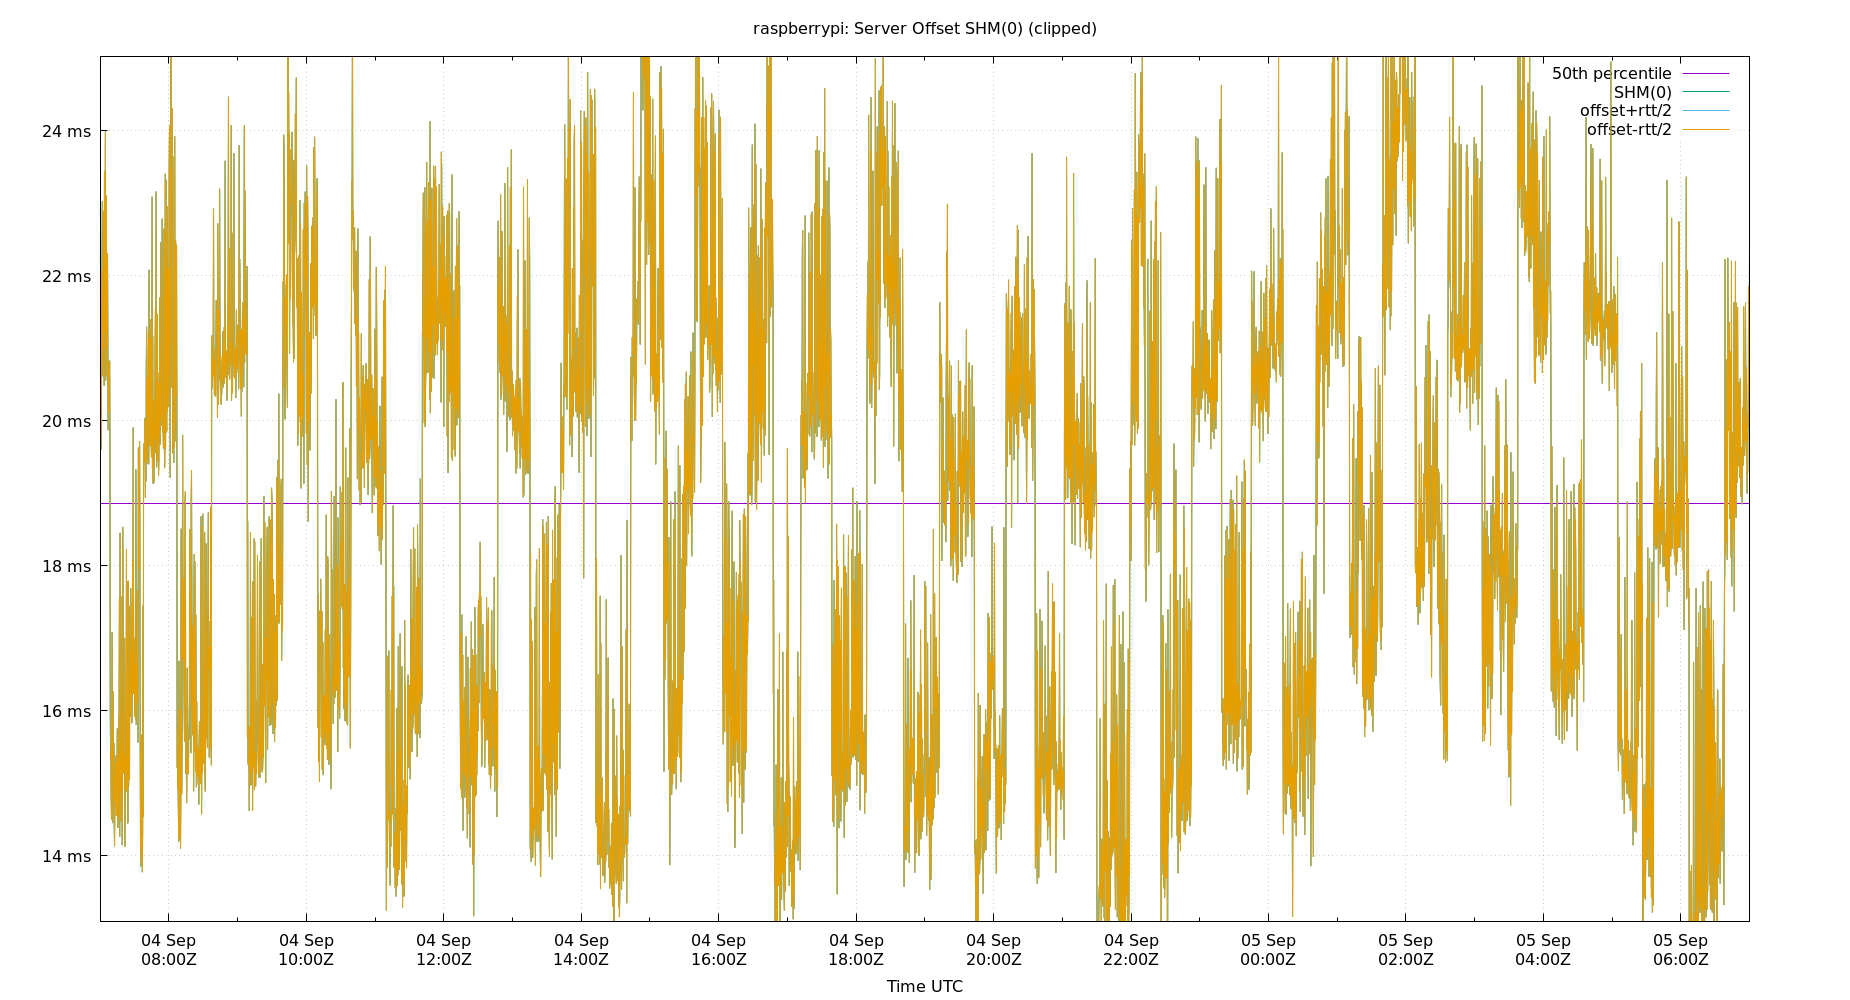 raspberrypi: Server Offset SHM(0) (clipped)
50th percentile
SHM(0)
offset+rtt/2
offset-rtt/2
24 ms
22 ms
20 ms
18 ms
16 ms
14 ms
04 Sep 04 Sep 04 Sep 04 Sep 04 Sep 04 Sep 04 Sep 04 Sep 05 Sep 05 Sep 05 Sep 05 Sep
08:00Z 10:00Z 12:00Z 14:00Z 16:00Z 18:00Z 20:00Z 22:00Z 00:00Z 02:00Z 04:00Z 06:00Z
Time UTC